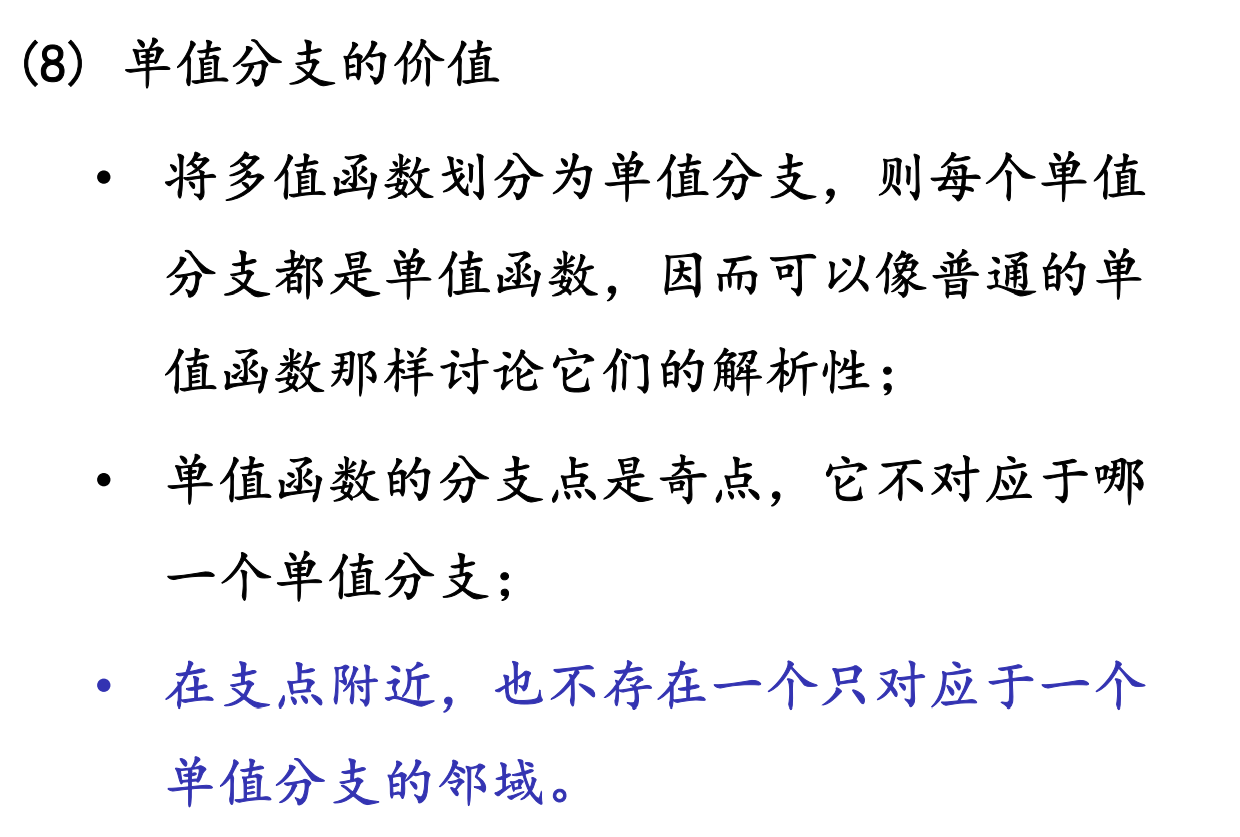 (8) 单值分支的价值
• 将多值函数划分为单值分支，则每个单值
分支都是单值函数，因而可以像普通的单
值函数那样讨论它们的解析性；
• 单值函数的分支点是奇点，它不对应于哪
一个单值分支；
• 在支点附近，也不存在一个只对应于一个
单值分支的邻域。